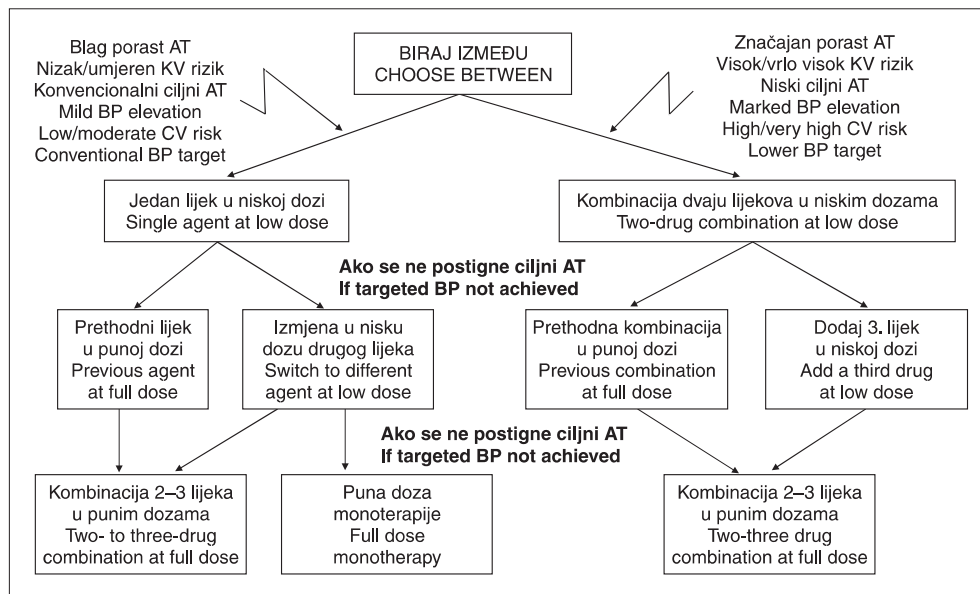 Blag porast AT
Nizak/umjeren KV rizik
Konvencionalni ciljni AT
Mild BP elevation
Low/moderate CV risk
Conventional BP target
BIRAJ IZMEĐU
CHOOSE BETWEEN
Značajan porast AT
Visok/vrlo visok KV rizik
Niski ciljni AT
Marked BP elevation
High/very high CV risk
Lower BP target
Jedan lijek u niskoj dozi
Single agent at low dose
Kombinacija dvaju lijekova u niskim dozama
Two-drug combination at low dose
Ako se ne postigne ciljni AT
If targeted BP not achieved
Prethodni lijek
u punoj dozi
Previous agent
at full dose
Izmjena u nisku
dozu drugog lijeka
Switch to different
agent at low dose
Prethodna kombinacija
u punoj dozi
Previous combination
at full dose
Dodaj 3. lijek
u niskoj dozi
Add a third drug
at low dose
Ako se ne postigne ciljni AT
If targeted BP not achieved
Kombinacija 2–3 lijeka
u punim dozama
Two- to three-drug
combination at full dose
Puna doza
monoterapije
Full dose
monotherapy
Kombinacija 2–3 lijeka
u punim dozama
Two-three drug
combination at full dose